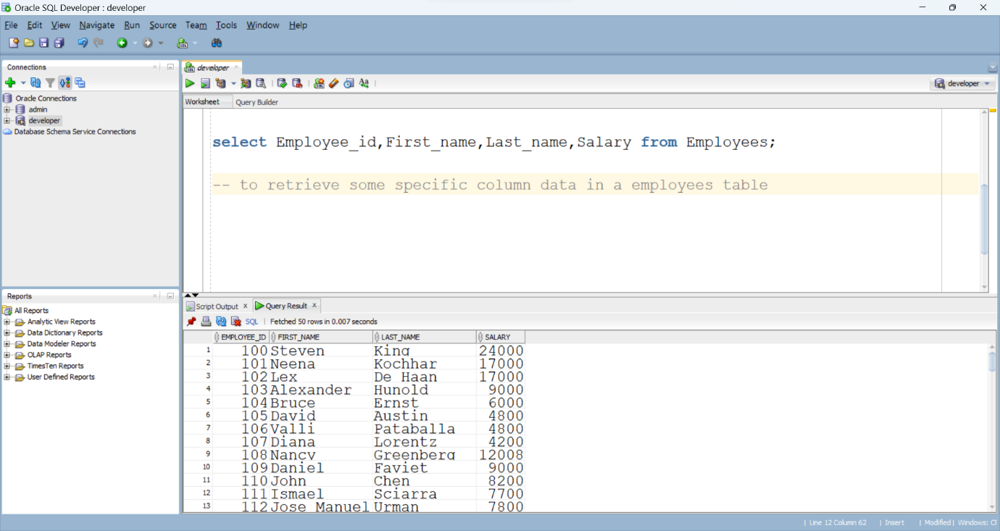 Oracle SQL Developer : developer
File Edit View Navigate Run Source Team Tools Window Help
Connections
Oracle Connections
admin
developer
Database Schema Service Connections
Reports
All Reports
Analytic View Reports
Data Dictionary Reports
Data Modeler Reports
OLAP Reports
TimesTen Reports
User Defined Reports
developer
developer
Worksheet Query Builder
select Employee_id,First_name,Last_name,Salary from Employees;
-- to retrieve some specific column data in a employees table
Script Output x Query Result x
SQL | Fetched 50 rows in 0.007 seconds
EMPLOYEE_ID FIRST_NAME LAST_NAME SALARY
1 100 Steven King 24000
2 101 Neena Kochhar 17000
3 102 Lex De Haan 17000
4 103 Alexander Hunold 9000
5 104 Bruce Ernst 6000
6 105 David Austin 4800
7 106 Valli Pataballa 4800
8 107 Diana Lorentz 4200
9 108 Nancy Greenberg 12008
10 109 Daniel Faviet 9000
11 110 John Chen 8200
12 111 Ismael Sciarra 7700
13 112 Jose Manuel Urman 7800
| Line 12 Column 62 | Insert | Modified | Windows: C